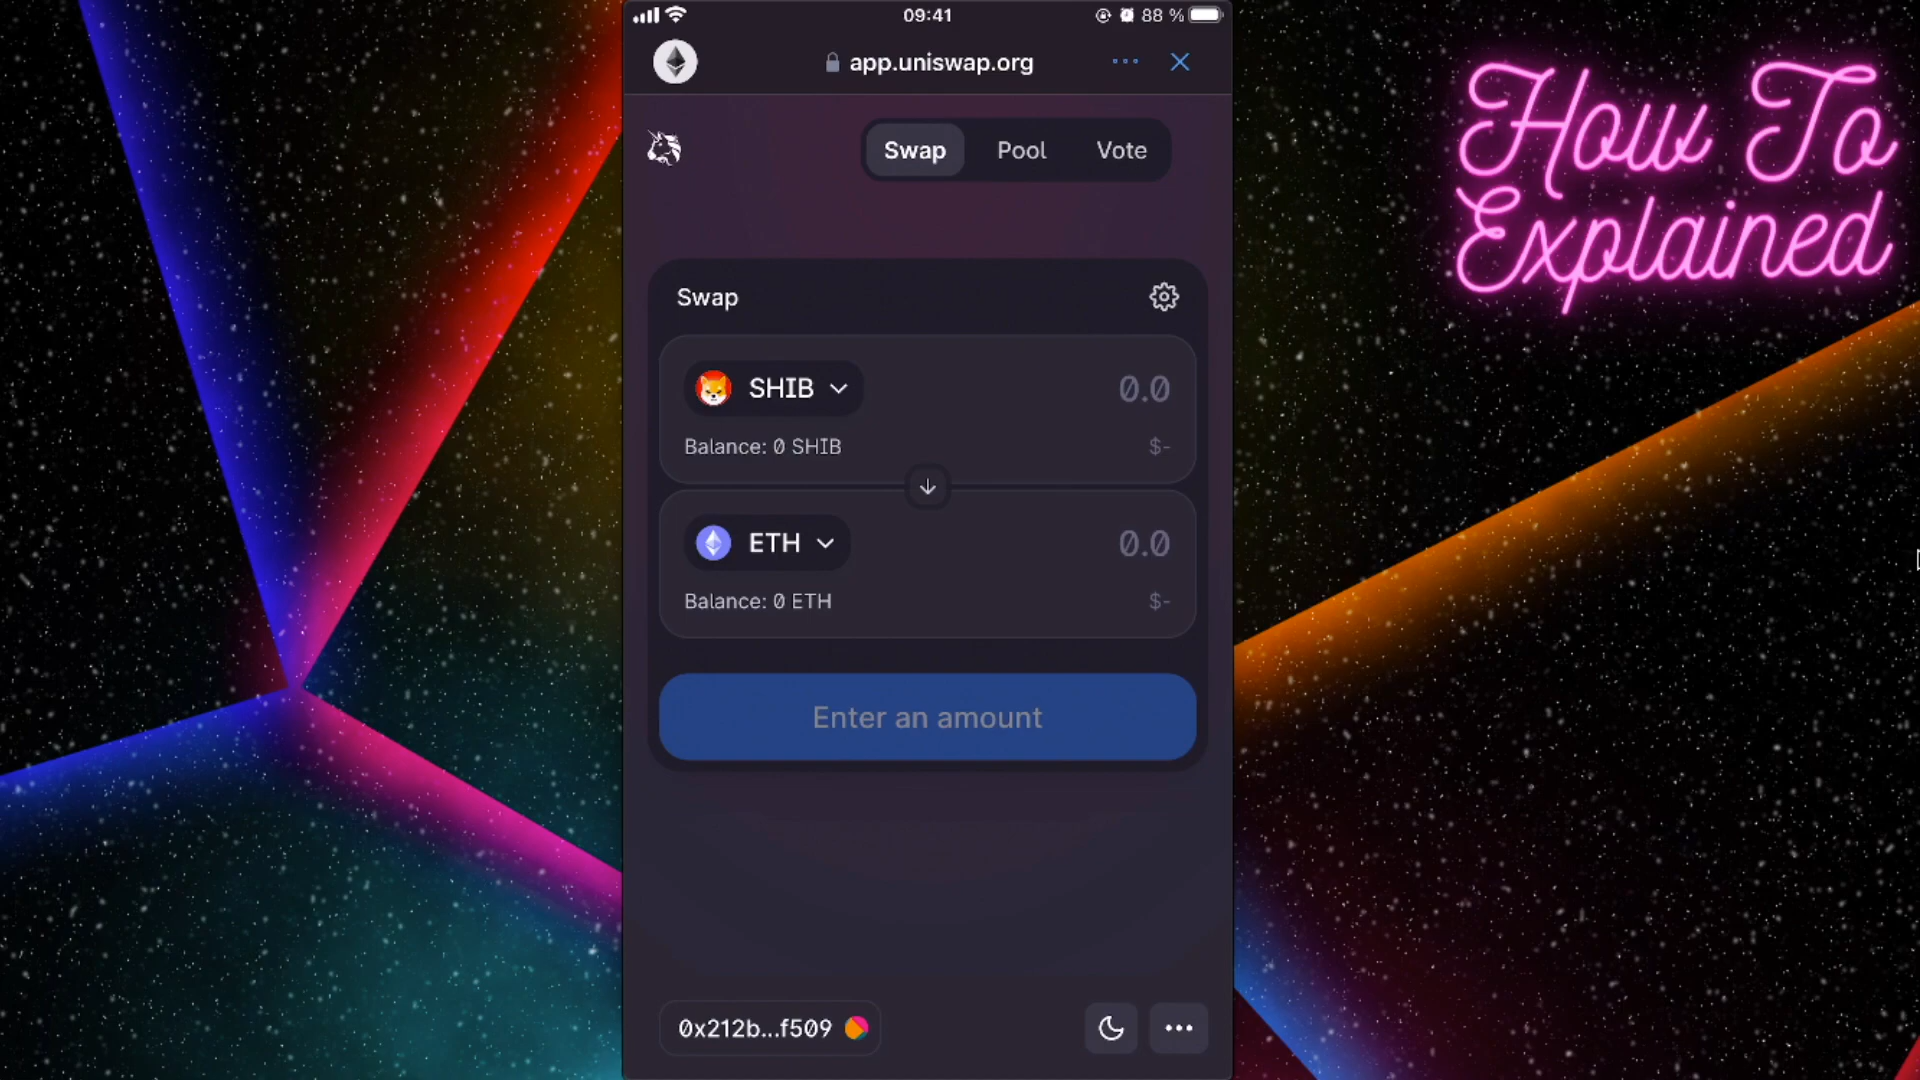 09:41
88 %
app.uniswap.org
Swap
Pool
Vote
How To
Explained
Swap
SHIB
0.0
Balance: 0 SHIB
$-
ETH
0.0
Balance: 0 ETH
$-
Enter an amount
0x212b...f509